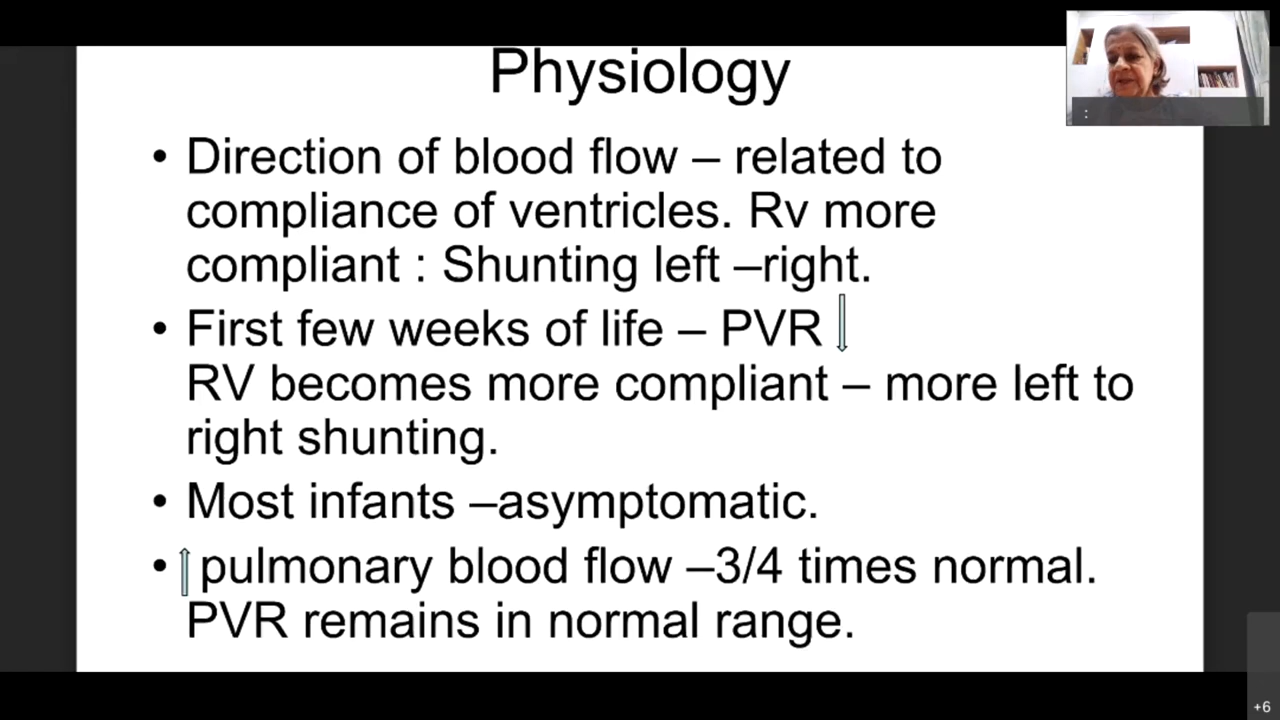 Physiology
• Direction of blood flow – related to
compliance of ventricles. Rv more
compliant : Shunting left –right.
• First few weeks of life – PVR
RV becomes more compliant – more left to
right shunting.
• Most infants –asymptomatic.
• pulmonary blood flow –3/4 times normal.
PVR remains in normal range.
:
+6